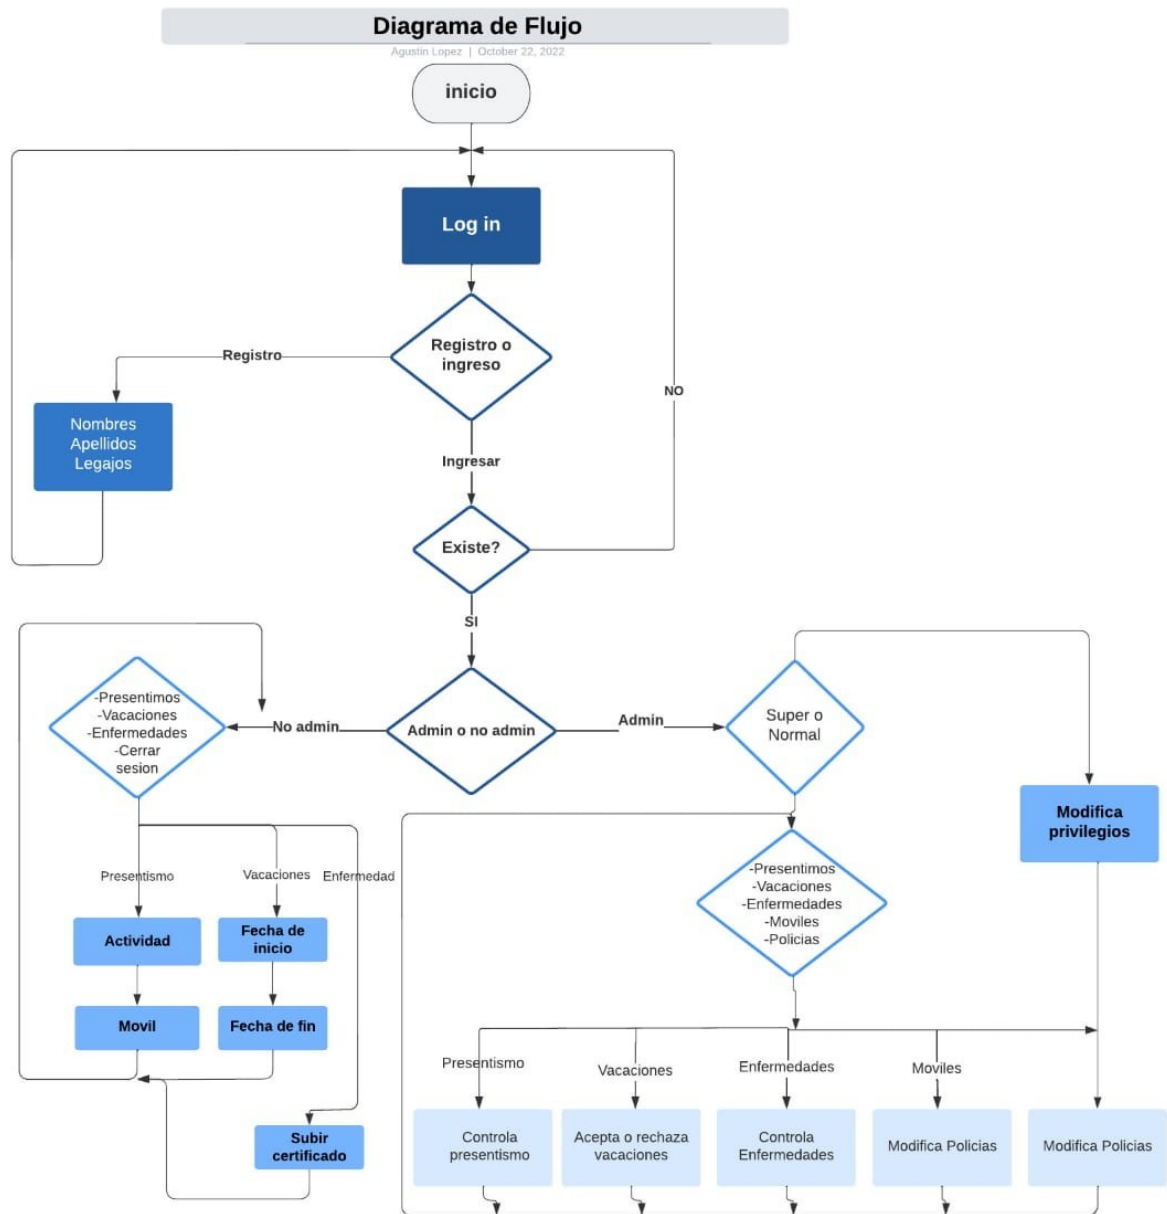 Diagrama de Flujo
Agustin Lopez | October 22, 2022
inicio
Log in
Registro o
ingreso
Registro
NO
Nombres
Apellidos
Legajos
Ingresar
Existe?
SI
-Presentimos
-Vacaciones
-Enfermedades
-Cerrar
sesion
No admin
Admin o no admin
Admin
Super o
Normal
Modifica
privilegios
Presentismo
Vacaciones
Enfermedad
-Presentimos
-Vacaciones
-Enfermedades
-Moviles
-Policias
Actividad
Fecha de
inicio
Movil
Fecha de fin
Presentismo
Vacaciones
Enfermedades
Moviles
Subir
certificado
Controla
presentismo
Acepta o rechaza
vacaciones
Controla
Enfermedades
Modifica Policias
Modifica Policias